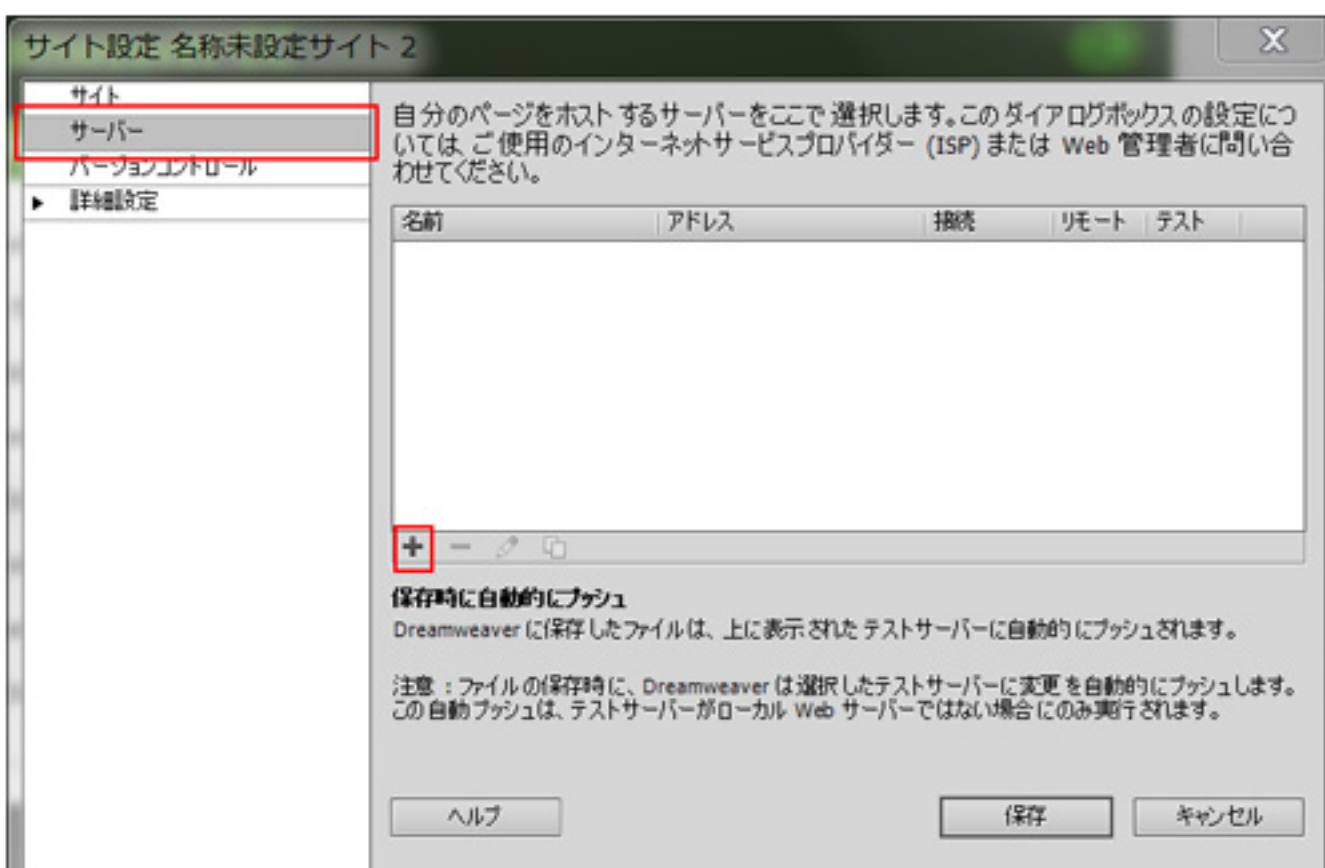 サイト設定 名称未設定サイト 2
サイト
サーバー
バージョンコントロール
詳細設定
自分のページをホストするサーバーをここで選択します。このダイアログボックスの設定につ
いては、ご使用のインターネットサービスプロバイダー (ISP) または Web 管理者に問い合
わせてください。
名前 アドレス 接続 リモート テスト
保存時に自動的にプッシュ
Dreamweaver に保存したファイルは、上に表示されたテストサーバーに自動的にプッシュされます。
注意 : ファイルの保存時に、Dreamweaver は選択したテストサーバーに変更を自動的にプッシュします。
この自動プッシュは、テストサーバーがローカル Web サーバーではない場合にのみ実行されます。
ヘルプ 保存 キャンセル